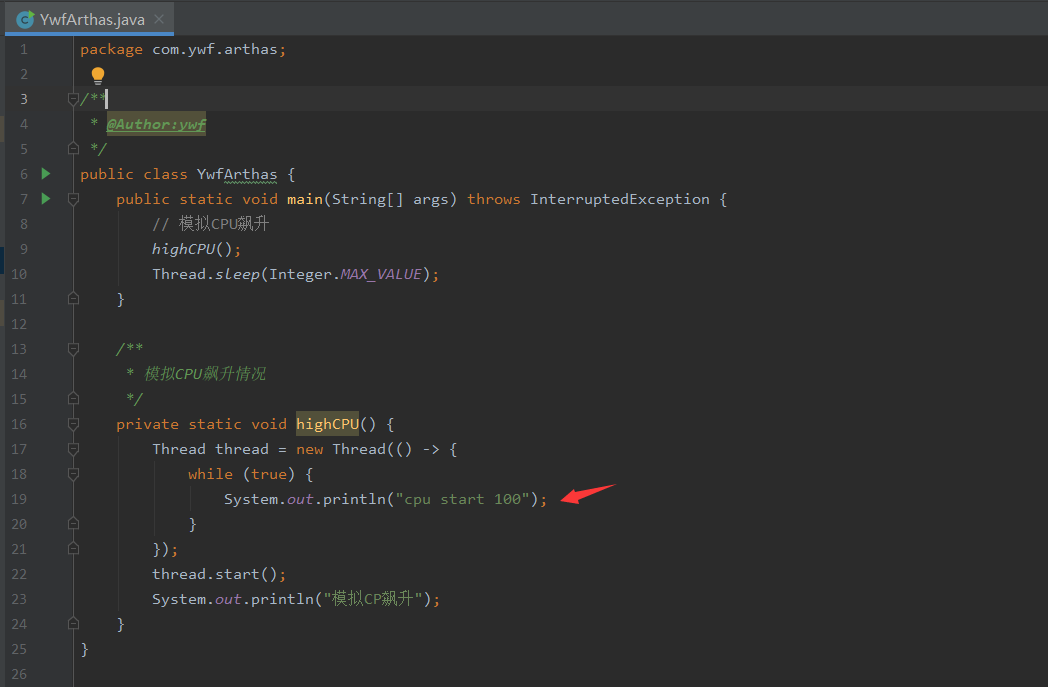 YwfArthas.java
1 package com.ywf.arthas;
2
3 /**
4 * @Author:ywf
5 */
6 public class YwfArthas {
7 public static void main(String[] args) throws InterruptedException {
8 // 模拟CPU飙升
9 highCPU();
10 Thread.sleep(Integer.MAX_VALUE);
11 }
12
13 /**
14 * 模拟CPU飙升情况
15 */
16 private static void highCPU() {
17 Thread thread = new Thread(() -> {
18 while (true) {
19 System.out.println("cpu start 100");
20 }
21 });
22 thread.start();
23 System.out.println("模拟CP飙升");
24 }
25 }
26